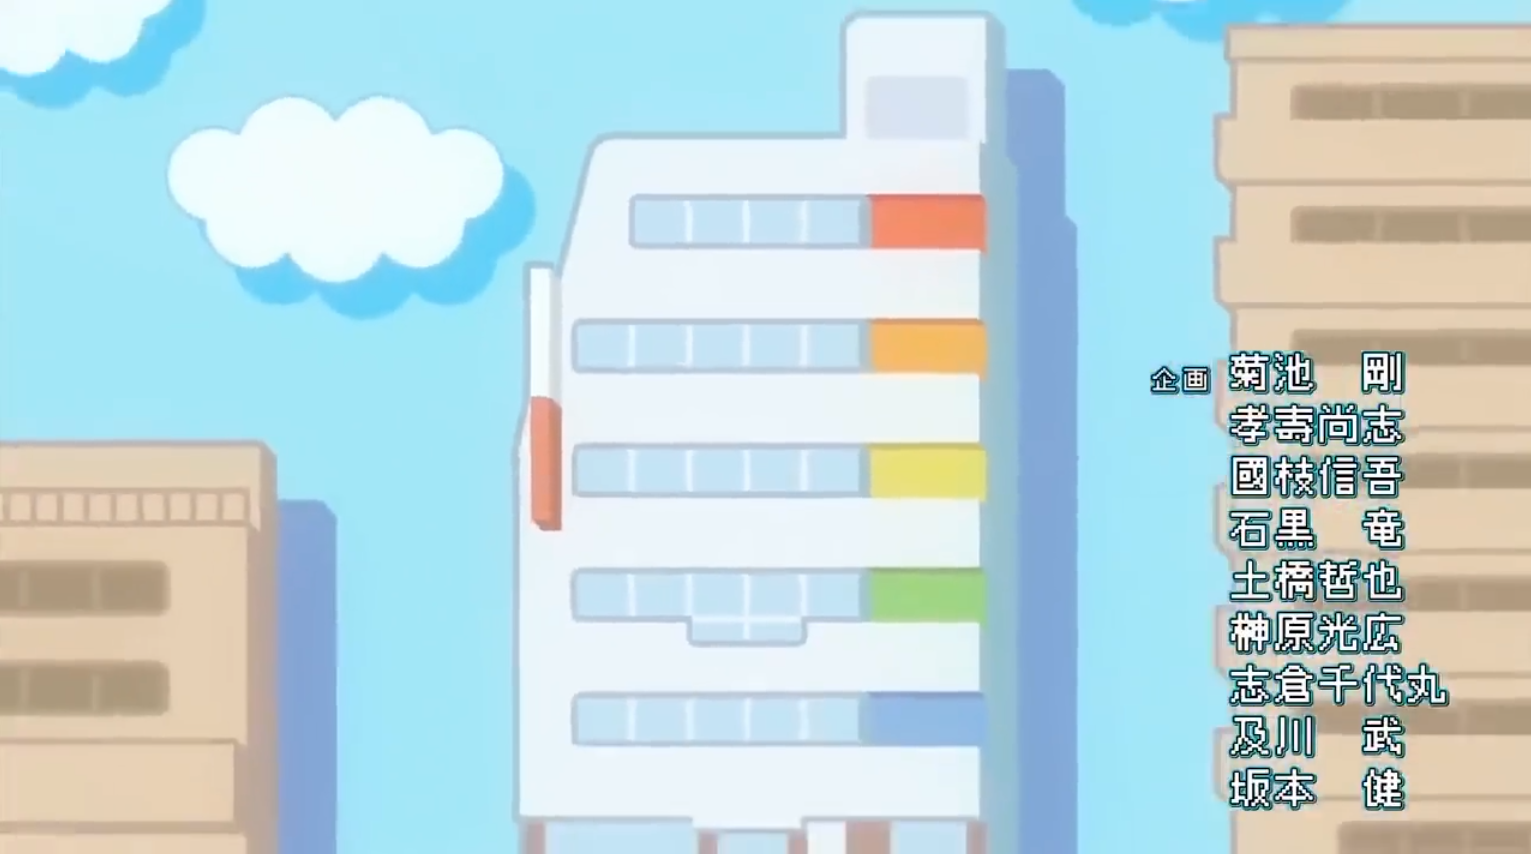 企画 菊池　剛
孝壽尚志
國枝信吾
石黒　竜
土橋哲也
榊原光広
志倉千代丸
及川　武
坂本　健